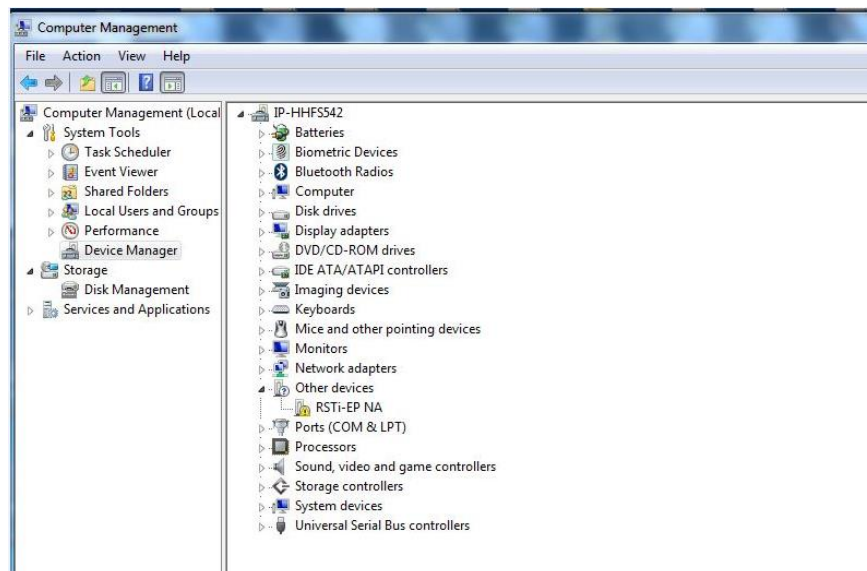 Computer Management
File Action View Help
Computer Management (Local
System Tools
Task Scheduler
Event Viewer
Shared Folders
Local Users and Groups
Performance
Device Manager
Storage
Disk Management
Services and Applications
IP-HHFS542
Batteries
Biometric Devices
Bluetooth Radios
Computer
Disk drives
Display adapters
DVD/CD-ROM drives
IDE ATA/ATAPI controllers
Imaging devices
Keyboards
Mice and other pointing devices
Monitors
Network adapters
Other devices
RSTi-EP NA
Ports (COM & LPT)
Processors
Sound, video and game controllers
Storage controllers
System devices
Universal Serial Bus controllers